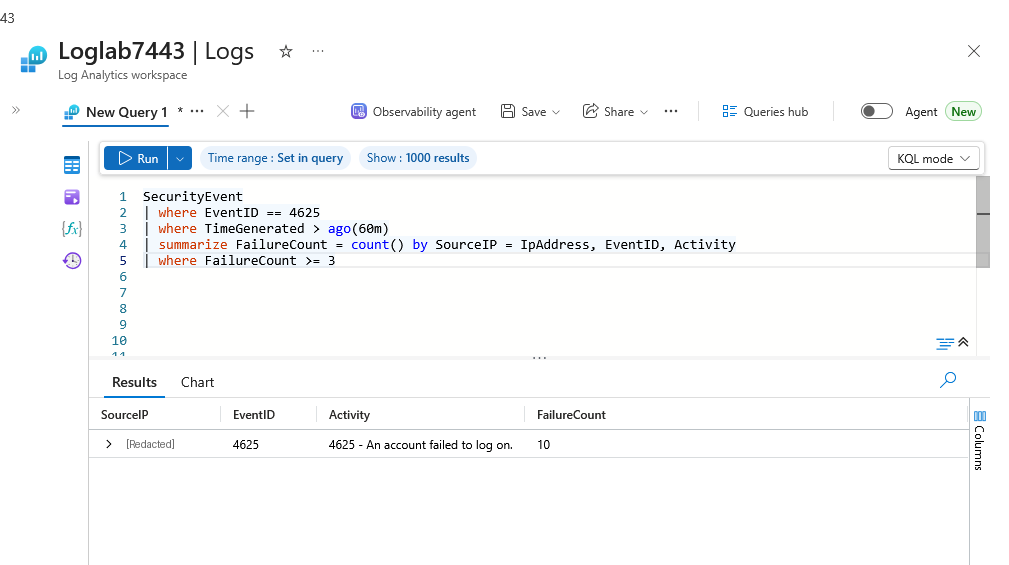 43
Loglab7443 | Logs ☆ ···
Log Analytics workspace
» New Query 1 * ··· × + Observability agent Save Share ··· Queries hub Agent New
Run Time range : Set in query Show : 1000 results KQL mode
1 SecurityEvent
2 | where EventID == 4625
3 | where TimeGenerated > ago(60m)
4 | summarize FailureCount = count() by SourceIP = IpAddress, EventID, Activity
5 | where FailureCount >= 3
6
7
8
9
10
11
Results Chart
SourceIP EventID Activity FailureCount
[Redacted] 4625 4625 - An account failed to log on. 10
Columns